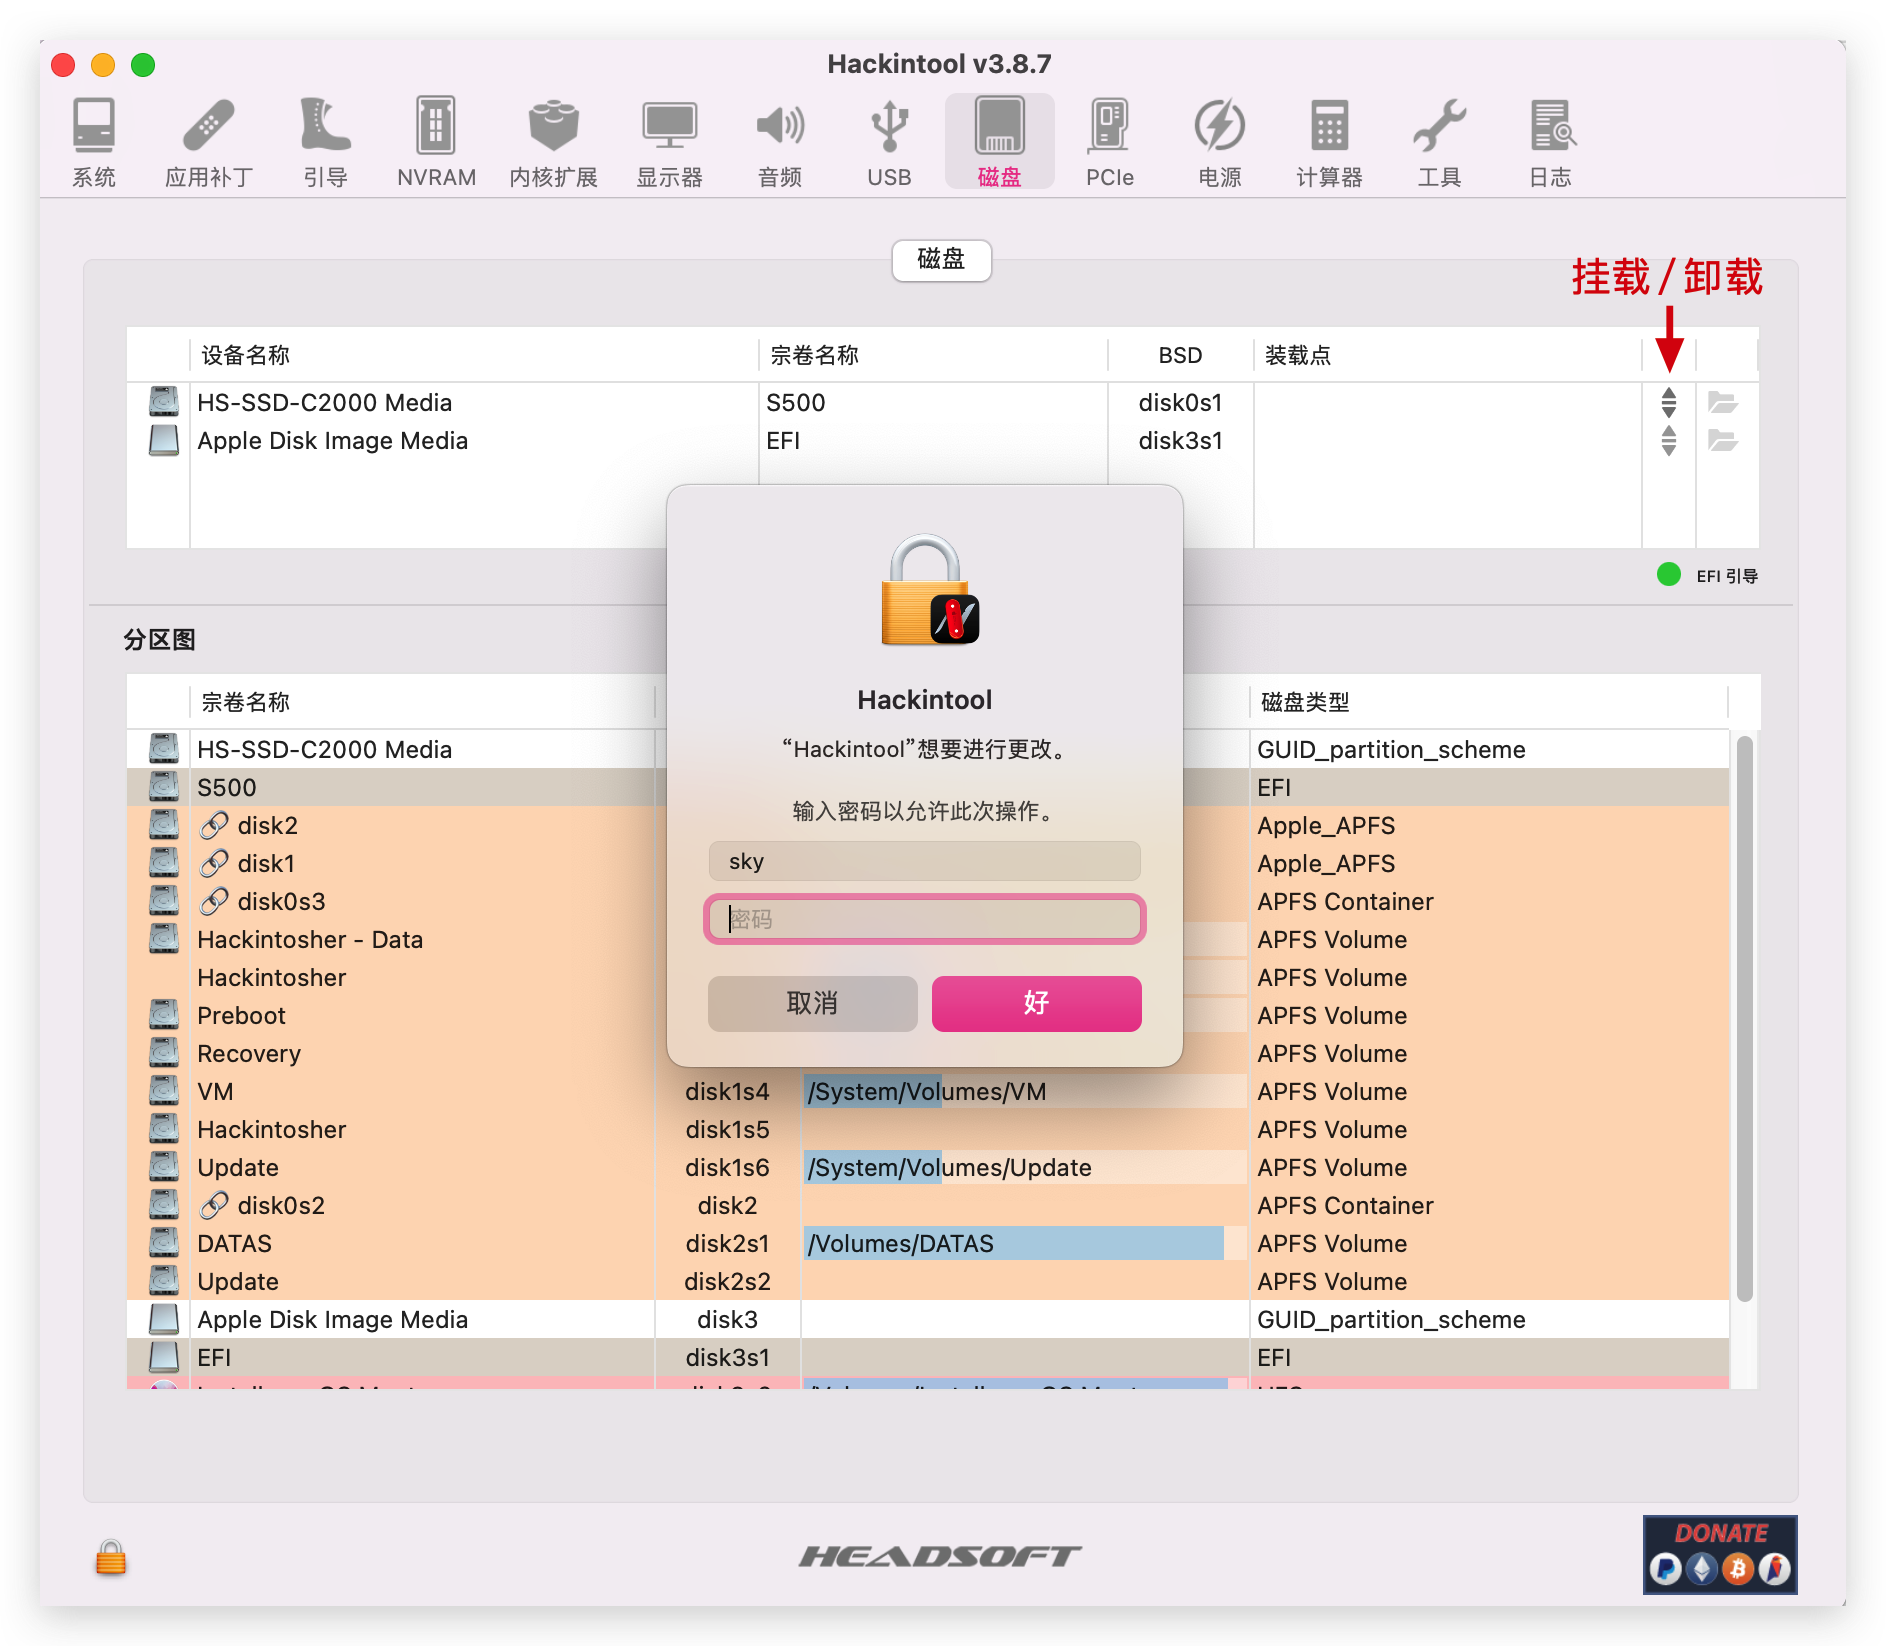 Hackintool v3.8.7
系统 应用补丁 引导 NVRAM 内核扩展 显示器 音频 USB 磁盘 PCIe 电源 计算器 工具 日志
磁盘
挂载/卸载
设备名称 宗卷名称 BSD 装载点
HS-SSD-C2000 Media S500 disk0s1
Apple Disk Image Media EFI disk3s1
EFI 引导
分区图
宗卷名称 磁盘类型
HS-SSD-C2000 Media GUID_partition_scheme
S500 EFI
disk2 Apple_APFS
disk1 Apple_APFS
disk0s3 APFS Container
Hackintosher - Data APFS Volume
Hackintosher APFS Volume
Preboot APFS Volume
Recovery APFS Volume
VM disk1s4 /System/Volumes/VM APFS Volume
Hackintosher disk1s5 APFS Volume
Update disk1s6 /System/Volumes/Update APFS Volume
disk0s2 disk2 APFS Container
DATAS disk2s1 /Volumes/DATAS APFS Volume
Update disk2s2 APFS Volume
Apple Disk Image Media disk3 GUID_partition_scheme
EFI disk3s1 EFI
Hackintool
“Hackintool”想要进行更改。
输入密码以允许此次操作。
sky
密码
取消 好
HEADSOFT
DONATE